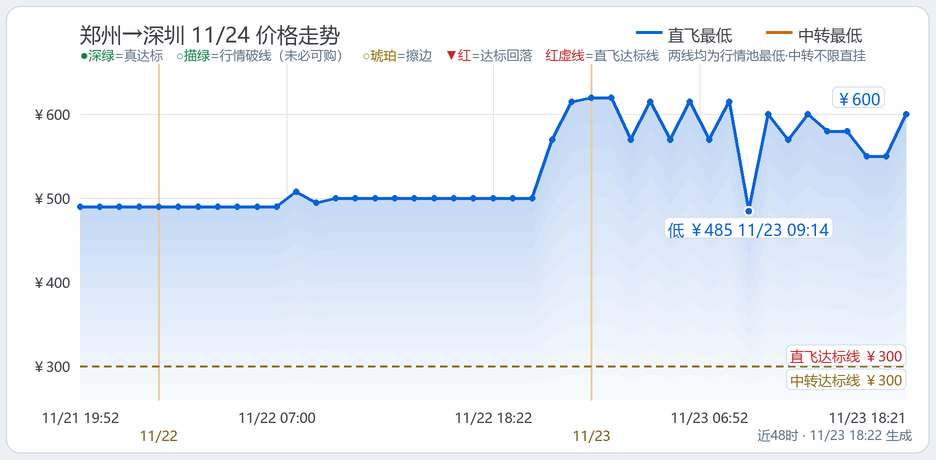 郑州→深圳 11/24 价格走势
直飞最低 中转最低
●深绿=真达标 ○描绿=行情破线（未必可购） ○琥珀=擦边 ▼红=达标回落 红虚线=直飞达标线 两线均为行情池最低·中转不限直挂
¥600
¥600
¥500
低 ¥485 11/23 09:14
¥400
直飞达标线 ¥300
¥300
中转达标线 ¥300
11/21 19:52 11/22 07:00 11/22 18:22 11/23 06:52 11/23 18:21
11/22 11/23 近48时 · 11/23 18:22 生成